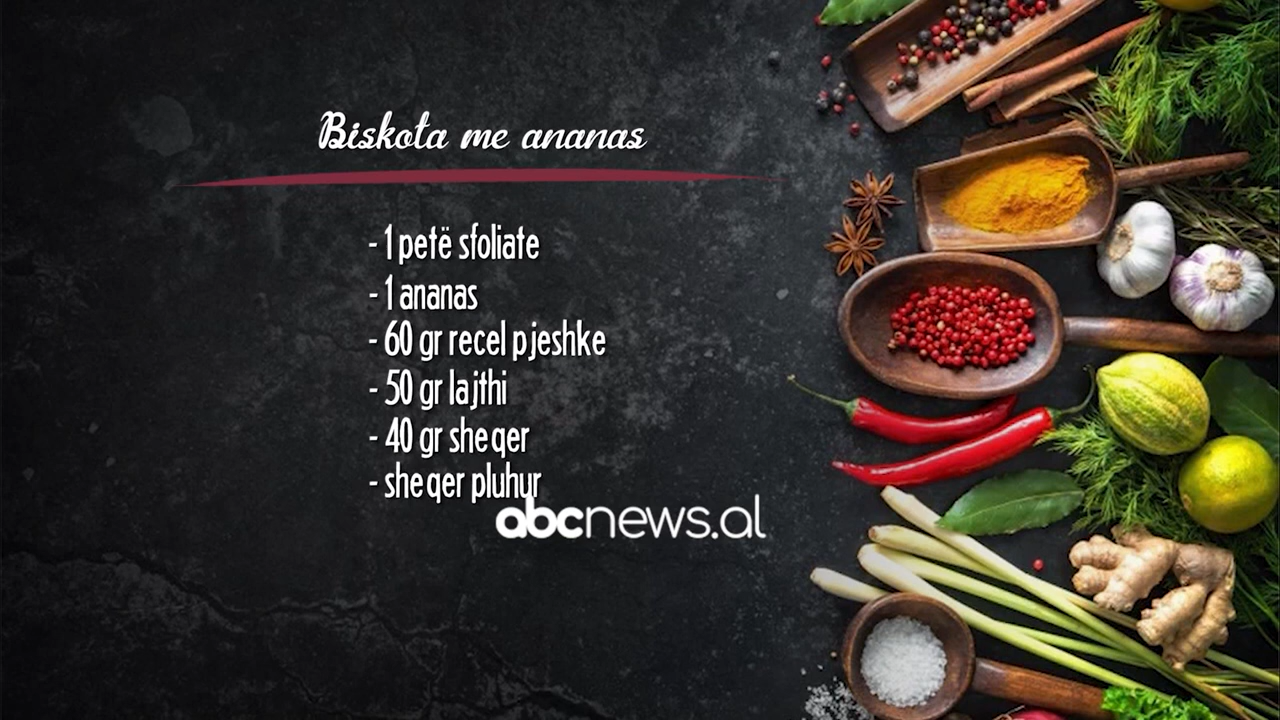 Biskota me ananas
- 1 petë sfoliate
- 1 ananas
- 60 gr recel pjeshke
- 50 gr lajthi
- 40 gr sheqer
- sheqer pluhur
abcnews.al